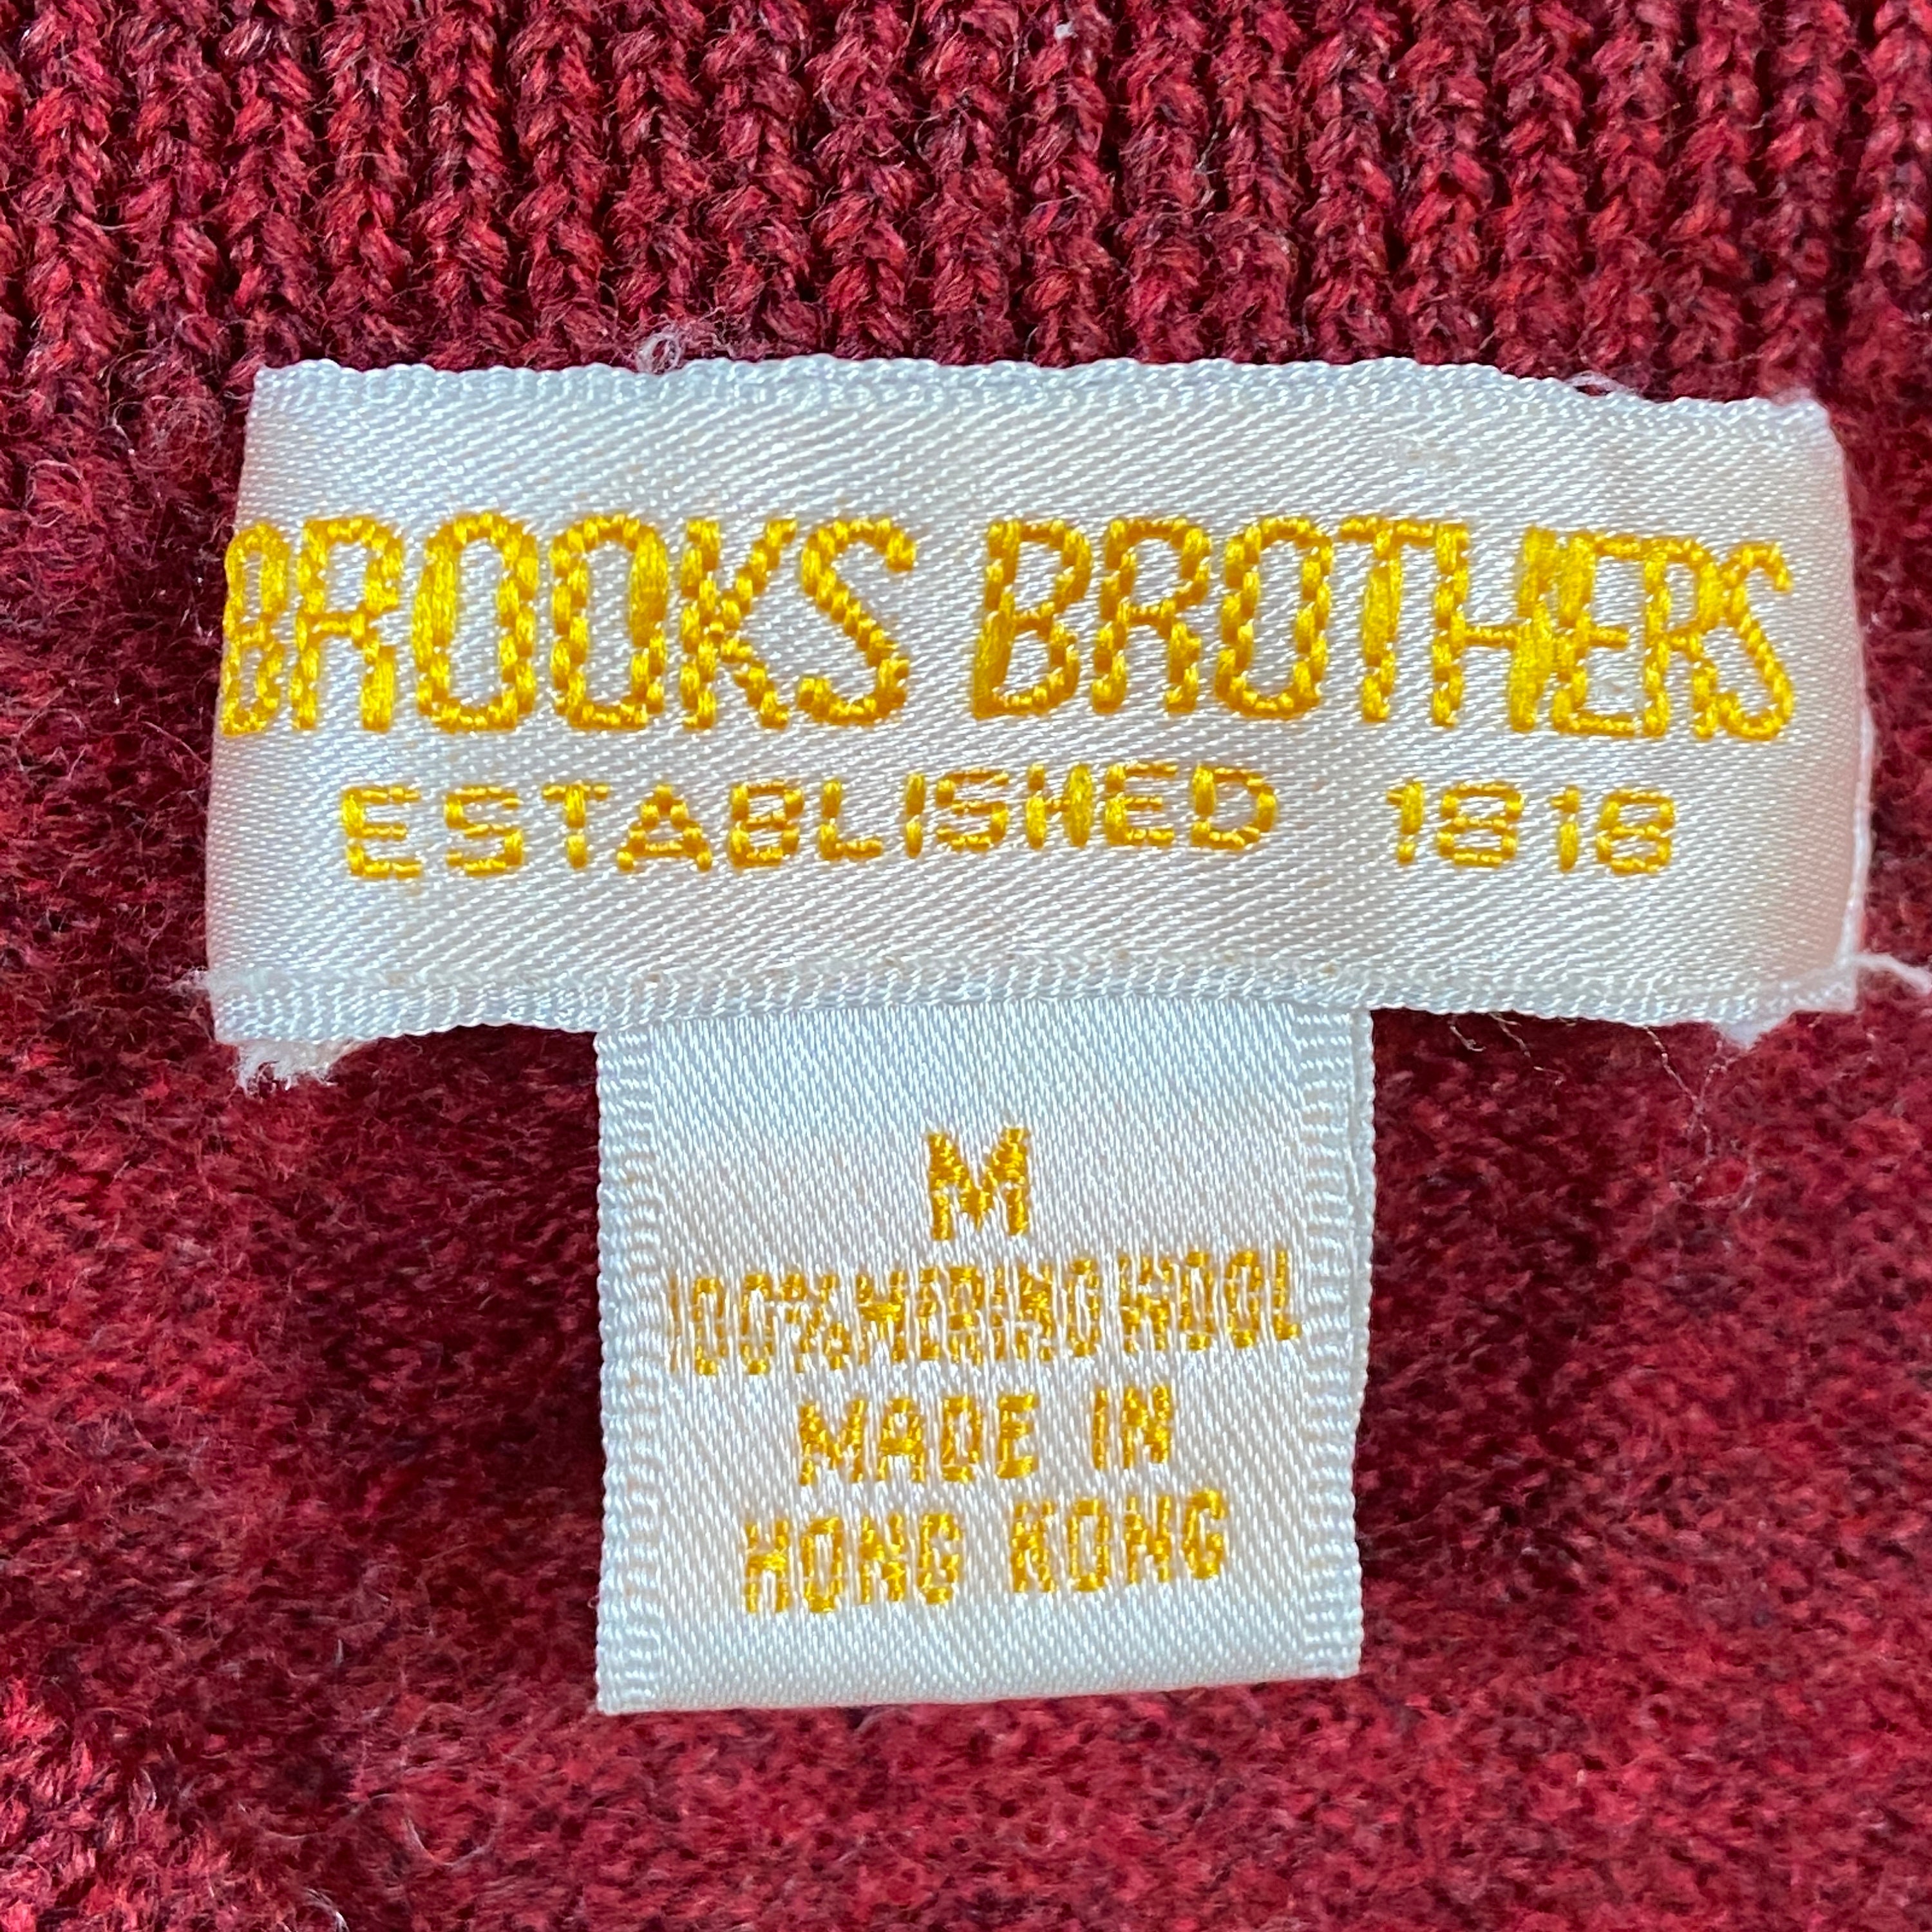 BROOKS BROTHERS
ESTABLISHED 1818
M
100% MERINO WOOL
MADE IN
HONG KONG